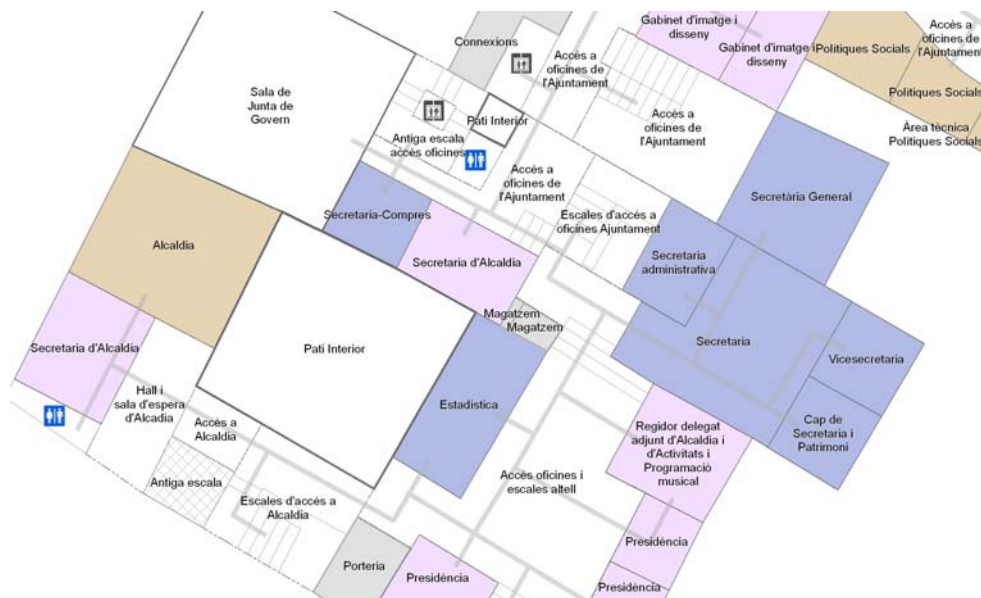 Gabinet d'imatge i
disseny
Gabinet d'imatge i
disseny
Polítiques Socials
Accés a
oficines de
l'Ajuntament
Connexions
Accés a
oficines de
l'Ajuntament
Polítiques Socials
Sala de
Junta de
Govern
Pati Interior
Accés a
oficines de
l'Ajuntament
Àrea tècnica
Polítiques Socials
Antiga escala
accés oficines
Accés a
oficines de
l'Ajuntament
Secretària General
Secretaria-Compres
Escales d'accés a
oficines Ajuntament
Alcaldia
Secretaria d'Alcaldia
Secretaria
administrativa
Magatzem
Magatzem
Secretaria d'Alcaldia
Pati Interior
Secretaria
Vicesecretaria
Hall i
sala d'espera
d'Alcadia
Estadística
Accés a
Alcaldia
Regidor delegat
adjunt d'Alcaldia i
d'Activitats i
Programació
musical
Cap de
Secretaria i
Patrimoni
Antiga escala
Accés oficines i
escales altell
Escales d'accés a
Alcaldia
Presidència
Porteria
Presidència
Presidència